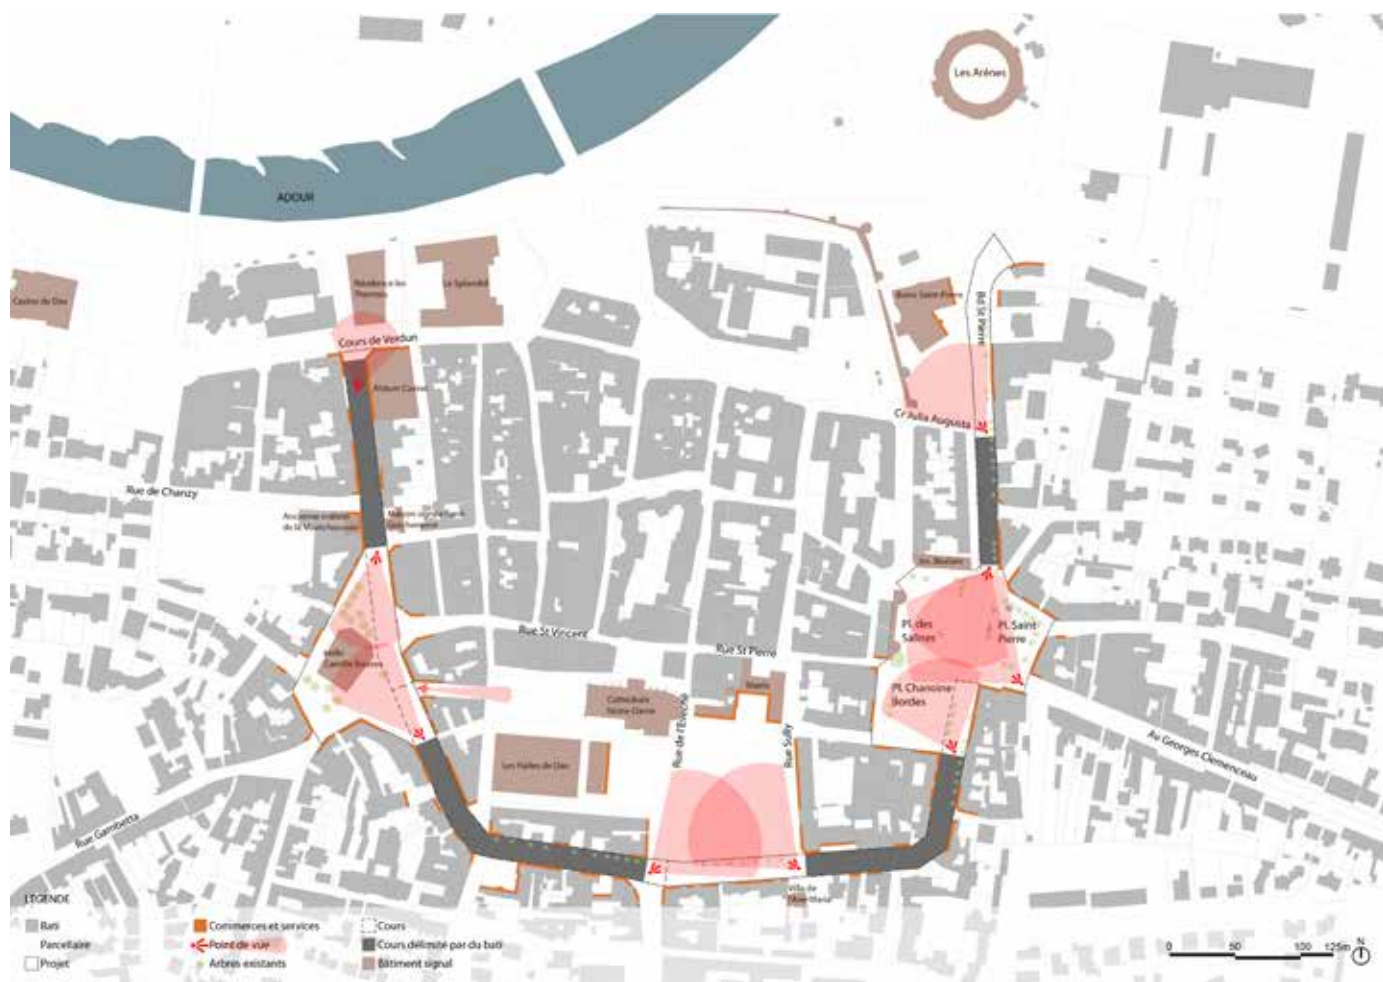 Les Arènes
ADOUR
Casino de Dax
Résidence les
Thermes
Le Splendid
Cours de Verdun
Atrium Casino
Bd St Pierre
Cr Julia Augusta
Rue de Chanzy
Pl. des
Salines
Pl. Saint
Pierre
Rue St Vincent
Rue St Pierre
Mairie
Cathédrale
Notre-Dame
Pl. Chanoine-
Bordes
Rue de l'Evêché
Rue Sully
Les Halles de Dax
Av Georges Clemenceau
Rue Gambetta
Villa de
LEGENDE
Bati
Parcellaire
Projet
Commerces et services
Point de vue
Arbres existants
Cours
Cours délimité par du bati
Bâtiment signal
0 50 100 125m
N